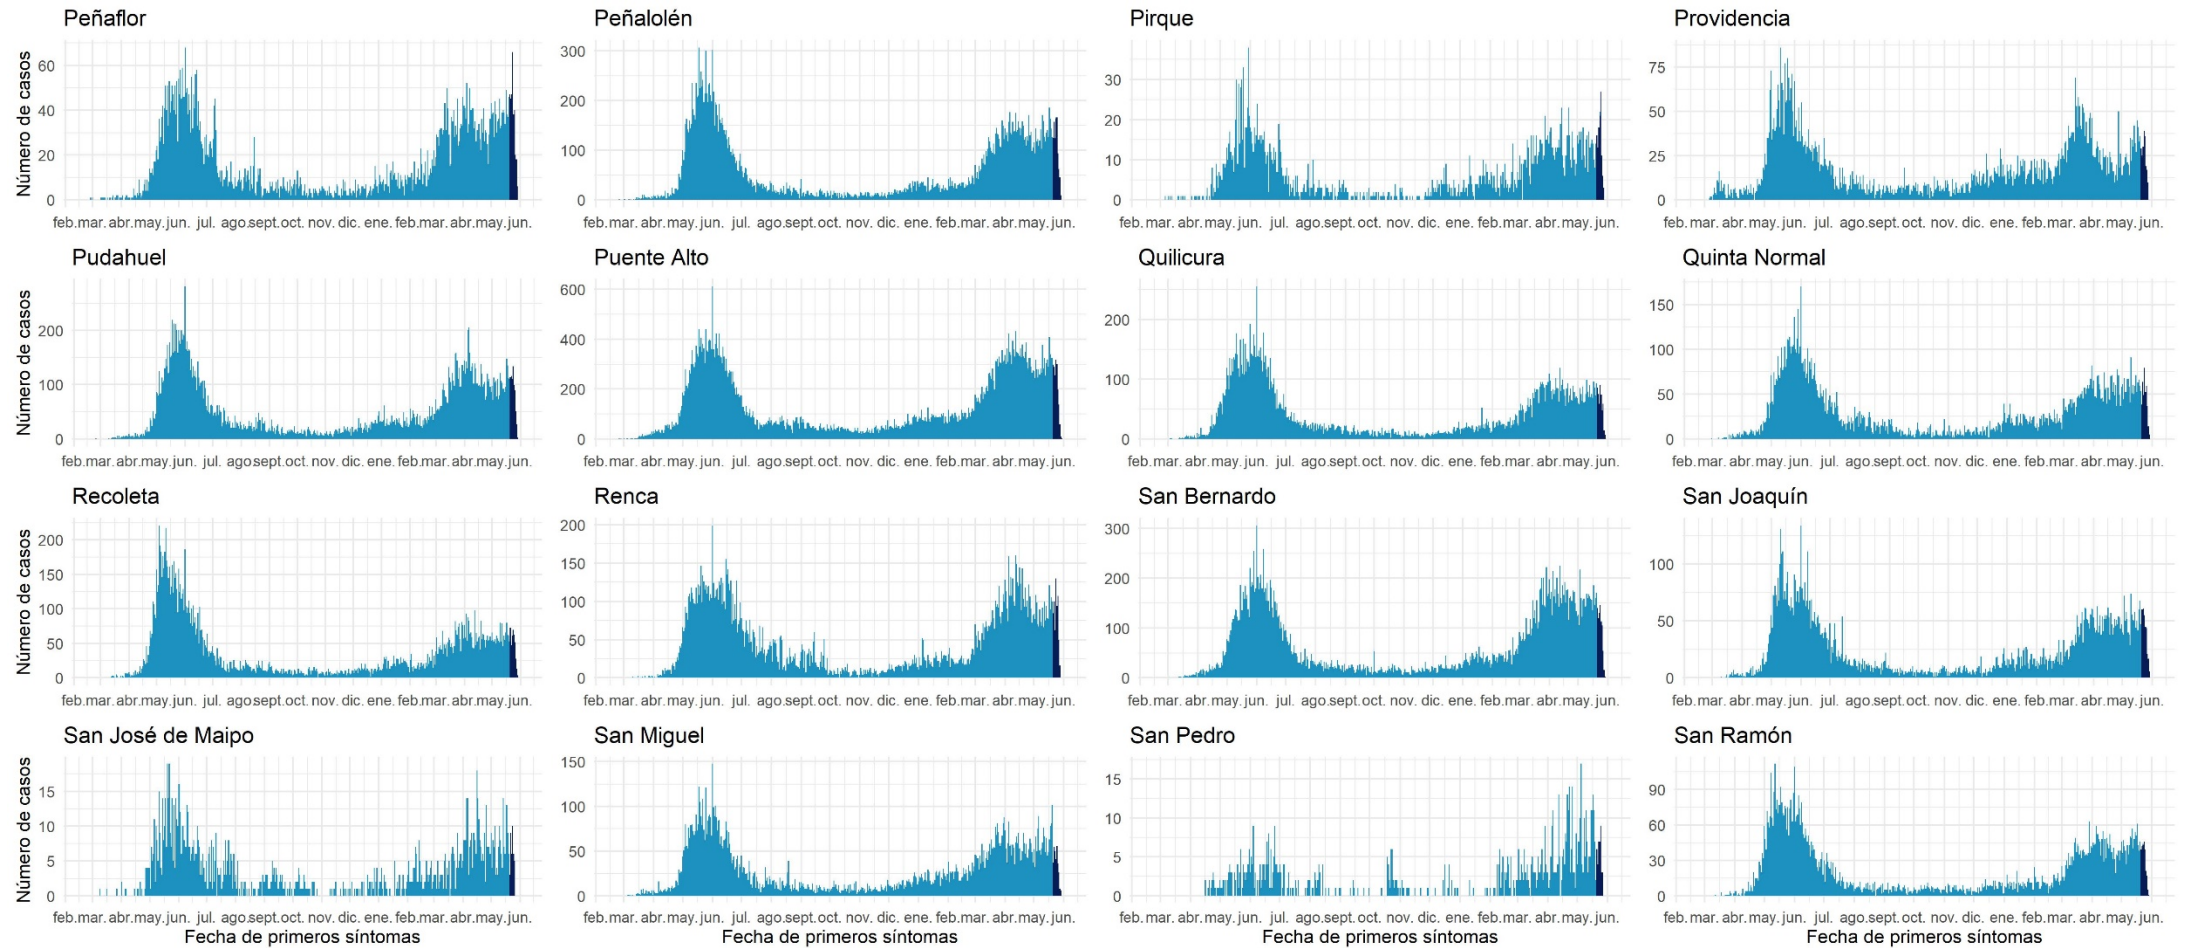 Peñaflor Peñalolén Pirque Providencia
Número de casos
60
40
20
0
300
200
100
0
30
20
10
0
75
50
25
0
feb. mar. abr. may. jun. jul. ago. sept. oct. nov. dic. ene. feb. mar. abr. may. jun.
feb. mar. abr. may. jun. jul. ago. sept. oct. nov. dic. ene. feb. mar. abr. may. jun.
feb. mar. abr. may. jun. jul. ago. sept. oct. nov. dic. ene. feb. mar. abr. may. jun.
feb. mar. abr. may. jun. jul. ago. sept. oct. nov. dic. ene. feb. mar. abr. may. jun.
Pudahuel Puente Alto Quilicura Quinta Normal
Número de casos
200
100
0
600
400
200
0
200
100
0
150
100
50
0
feb. mar. abr. may. jun. jul. ago. sept. oct. nov. dic. ene. feb. mar. abr. may. jun.
feb. mar. abr. may. jun. jul. ago. sept. oct. nov. dic. ene. feb. mar. abr. may. jun.
feb. mar. abr. may. jun. jul. ago. sept. oct. nov. dic. ene. feb. mar. abr. may. jun.
feb. mar. abr. may. jun. jul. ago. sept. oct. nov. dic. ene. feb. mar. abr. may. jun.
Recoleta Renca San Bernardo San Joaquín
Número de casos
200
150
100
50
0
200
150
100
50
0
300
200
100
0
100
50
0
feb. mar. abr. may. jun. jul. ago. sept. oct. nov. dic. ene. feb. mar. abr. may. jun.
feb. mar. abr. may. jun. jul. ago. sept. oct. nov. dic. ene. feb. mar. abr. may. jun.
feb. mar. abr. may. jun. jul. ago. sept. oct. nov. dic. ene. feb. mar. abr. may. jun.
feb. mar. abr. may. jun. jul. ago. sept. oct. nov. dic. ene. feb. mar. abr. may. jun.
San José de Maipo San Miguel San Pedro San Ramón
Número de casos
15
10
5
0
150
100
50
0
15
10
5
0
90
60
30
0
feb. mar. abr. may. jun. jul. ago. sept. oct. nov. dic. ene. feb. mar. abr. may. jun.
feb. mar. abr. may. jun. jul. ago. sept. oct. nov. dic. ene. feb. mar. abr. may. jun.
feb. mar. abr. may. jun. jul. ago. sept. oct. nov. dic. ene. feb. mar. abr. may. jun.
feb. mar. abr. may. jun. jul. ago. sept. oct. nov. dic. ene. feb. mar. abr. may. jun.
Fecha de primeros síntomas Fecha de primeros síntomas Fecha de primeros síntomas Fecha de primeros síntomas